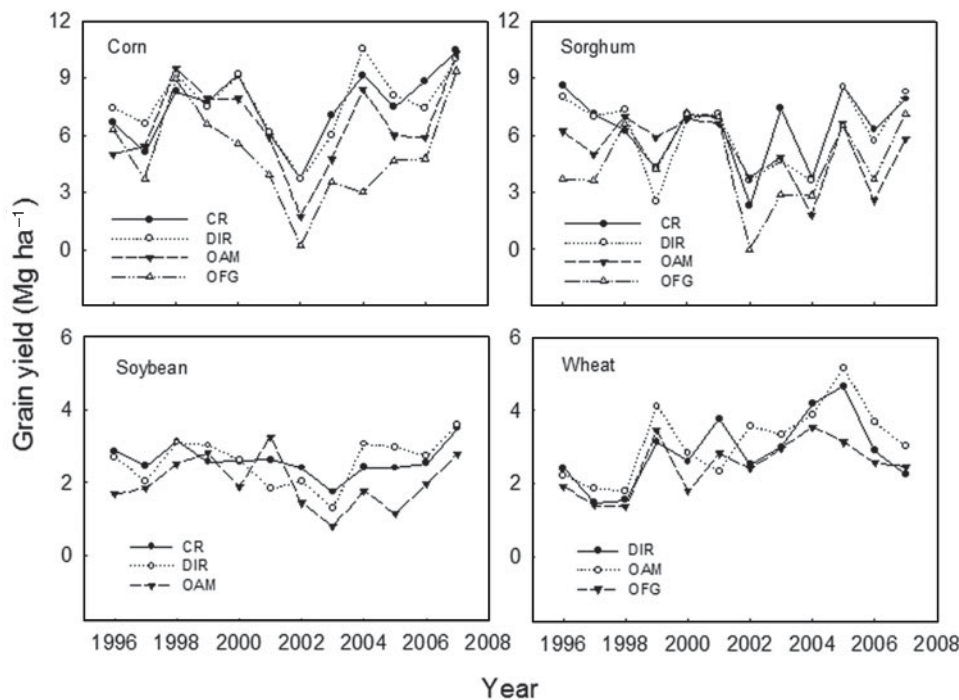 Grain yield (Mg ha⁻¹)
Corn
12
9
6
3
0
CR
DIR
OAM
OFG
Sorghum
12
9
6
3
0
CR
DIR
OAM
OFG
Soybean
6
4
2
0
CR
DIR
OAM
1996 1998 2000 2002 2004 2006 2008
Wheat
6
4
2
0
DIR
OAM
OFG
1996 1998 2000 2002 2004 2006 2008
Year